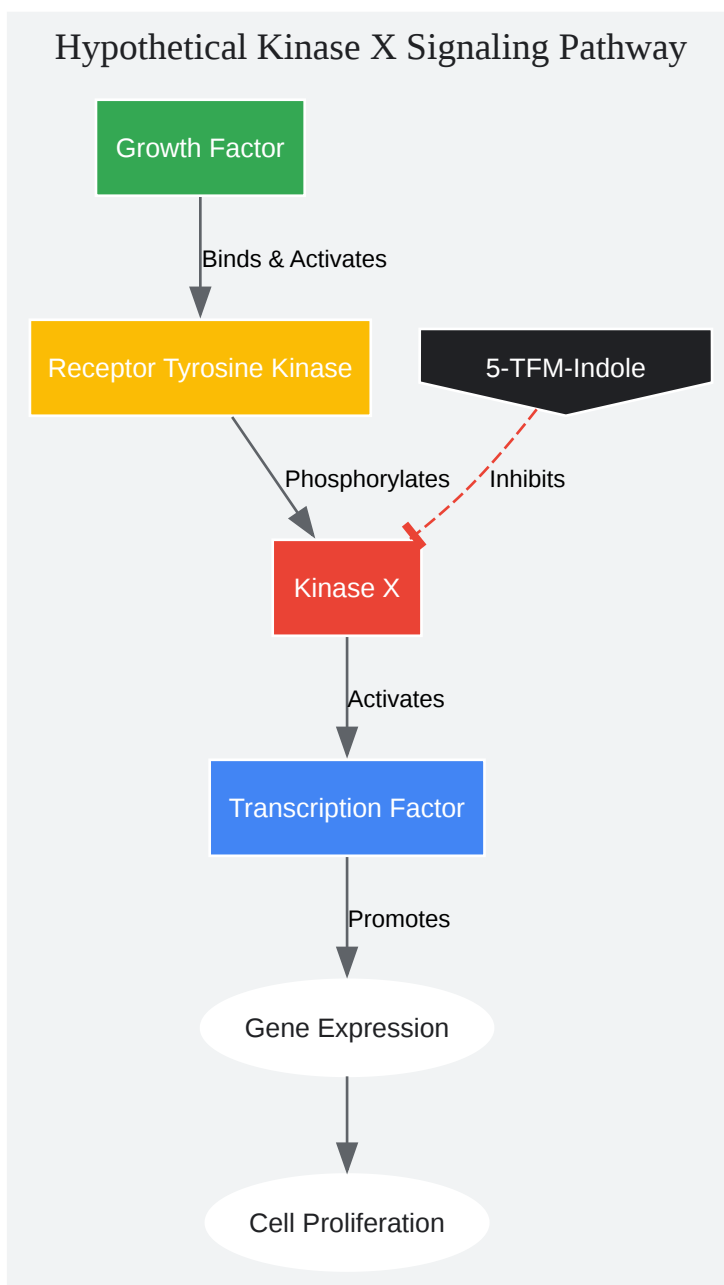 Hypothetical Kinase X Signaling Pathway
Growth Factor
Binds & Activates
Receptor Tyrosine Kinase
5-TFM-Indole
Phosphorylates
Inhibits
Kinase X
Activates
Transcription Factor
Promotes
Gene Expression
Cell Proliferation